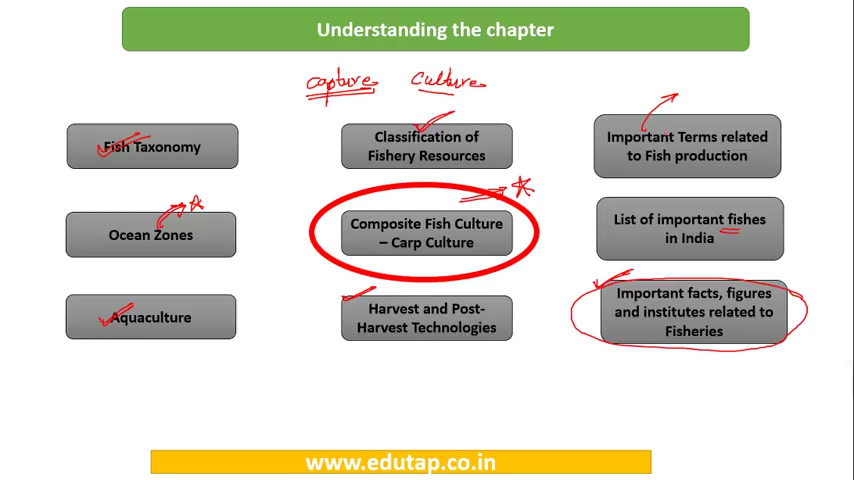 Understanding the chapter
Capture Culture
Fish Taxonomy
Classification of
Fishery Resources
Important Terms related
to Fish production
Ocean Zones
Composite Fish Culture
– Carp Culture
List of important fishes
in India
Aquaculture
Harvest and Post-
Harvest Technologies
Important facts, figures
and institutes related to
Fisheries
www.edutap.co.in